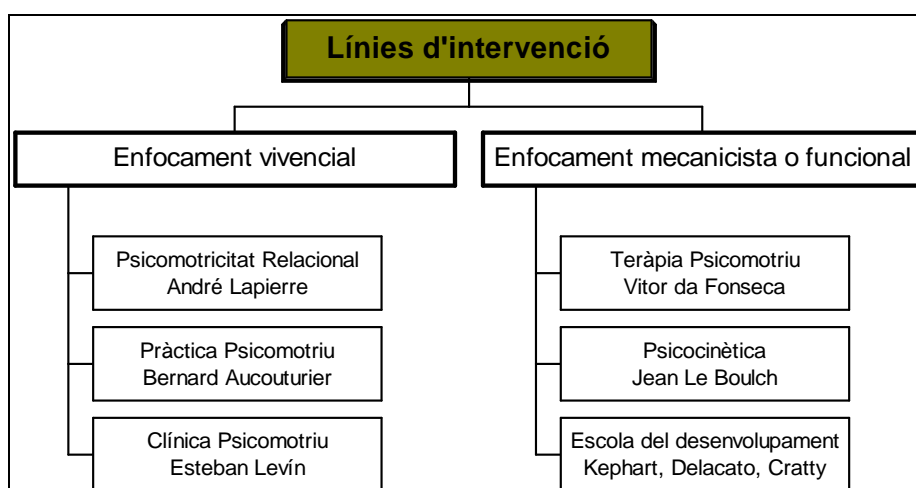 Línies d'intervenció
Enfocament vivencial
Psicomotricitat Relacional
André Lapierre
Pràctica Psicomotriu
Bernard Aucouturier
Clínica Psicomotriu
Esteban Levín
Enfocament mecanicista o funcional
Teràpia Psicomotriu
Vitor da Fonseca
Psicocinètica
Jean Le Boulch
Escola del desenvolupament
Kephart, Delacato, Cratty